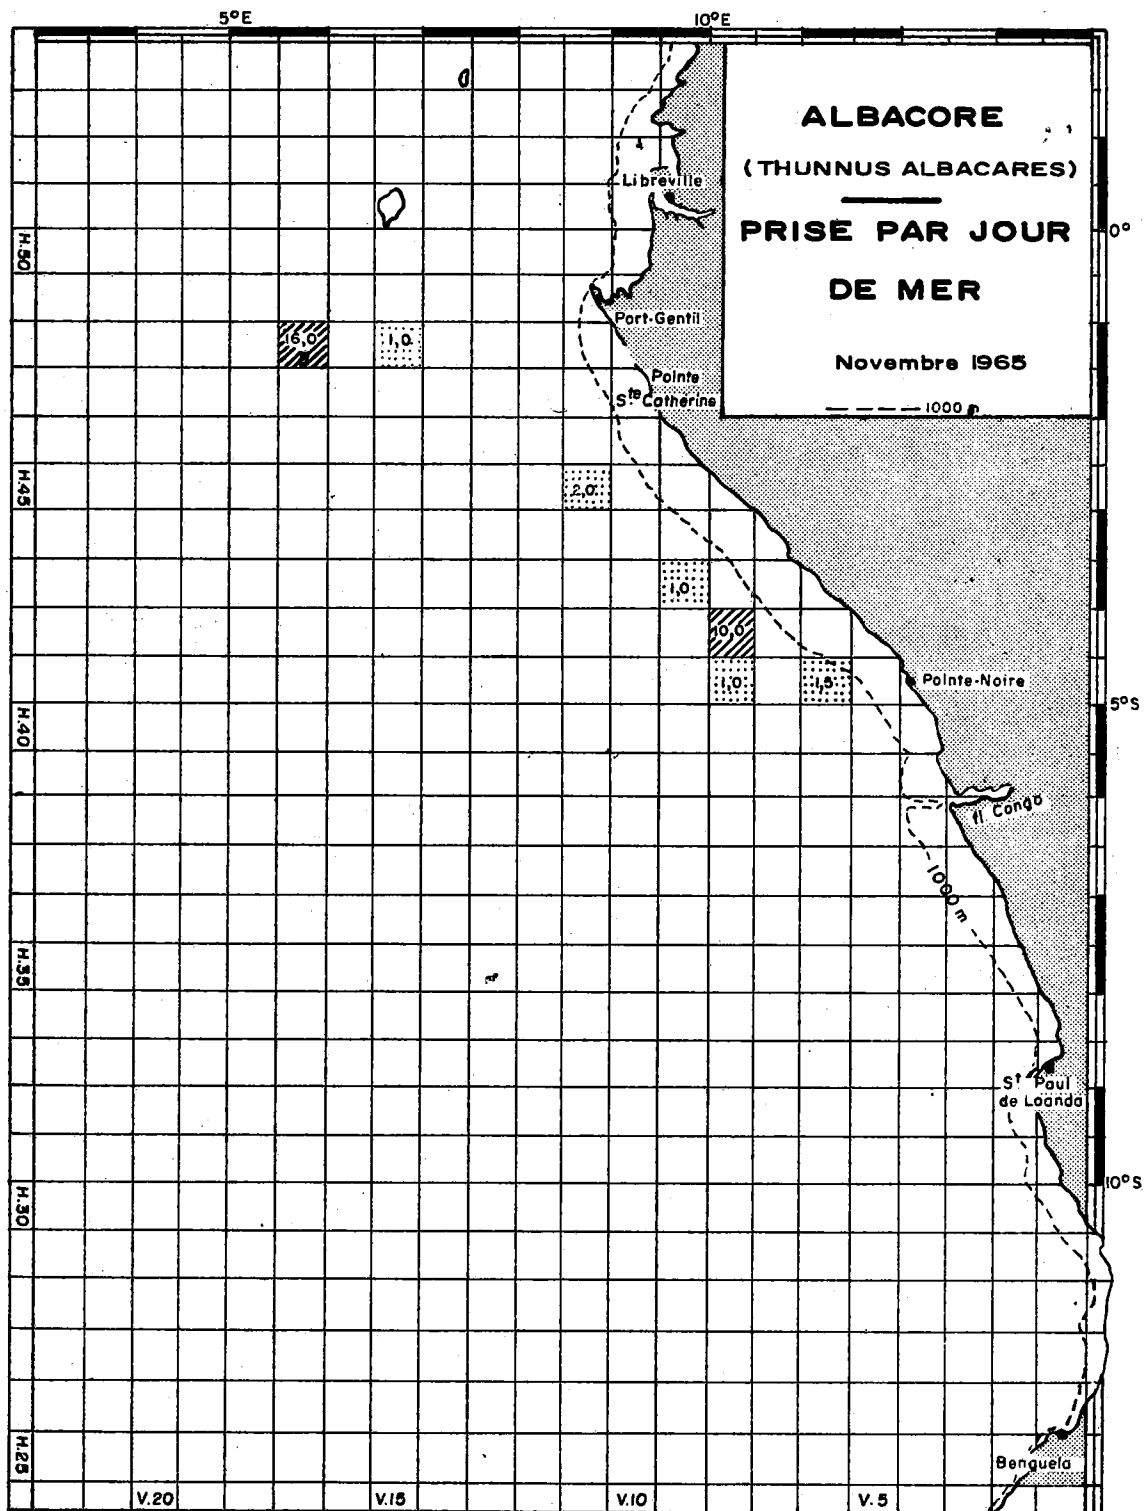 5°E
10°E
ALBACORE
(THUNNUS ALBACARES)
PRISE PAR JOUR
DE MER
Novembre 1965
1000 m
Libreville
0°
H.50
Port-Gentil
16,0
1,0
Pointe
Ste Catherine
H.45
2,0
1,0
10,0
1,0
1,5
Pointe-Noire
5°S
H.40
fl. Congo
1000 m
H.35
St Paul
de Loanda
H.30
10°S
H.25
Benguela
V.20
V.15
V.10
V.5